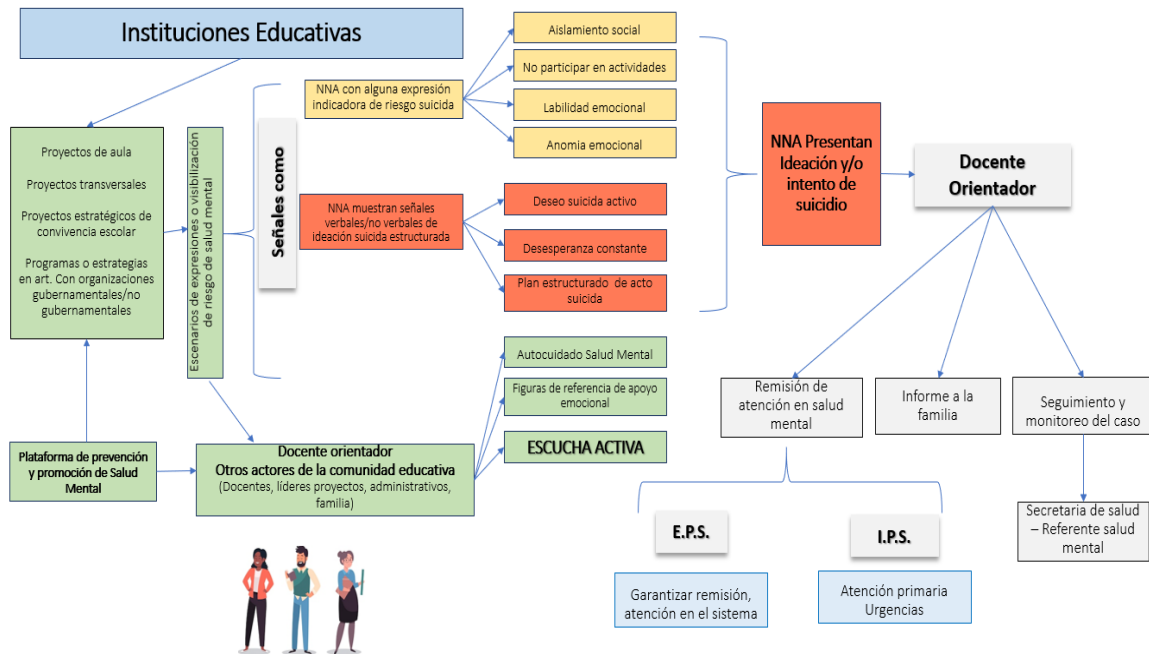 Instituciones Educativas
Proyectos de aula
Proyectos transversales
Proyectos estratégicos de
convivencia escolar
Programas o estrategias
en art. Con organizaciones
gubernamentales/no
gubernamentales
Escenarios de expresiones o visibilización
de riesgo de salud mental
Señales como
NNA con alguna expresión
indicadora de riesgo suicida
Aislamiento social
No participar en actividades
Labilidad emocional
Anomia emocional
NNA muestran señales
verbales/no verbales de
ideación suicida estructurada
Deseo suicida activo
Desesperanza constante
Plan estructurado de acto
suicida
NNA Presentan
Ideación y/o
intento de
suicidio
Docente
Orientador
Remisión de
atención en salud
mental
Informe a la
familia
Seguimiento y
monitoreo del caso
Secretaria de salud
– Referente salud
mental
E.P.S.
I.P.S.
Garantizar remisión,
atención en el sistema
Atención primaria
Urgencias
Plataforma de prevención
y promoción de Salud
Mental
Docente orientador
Otros actores de la comunidad educativa
(Docentes, líderes proyectos, administrativos,
familia)
Autocuidado Salud Mental
Figuras de referencia de apoyo
emocional
ESCUCHA ACTIVA